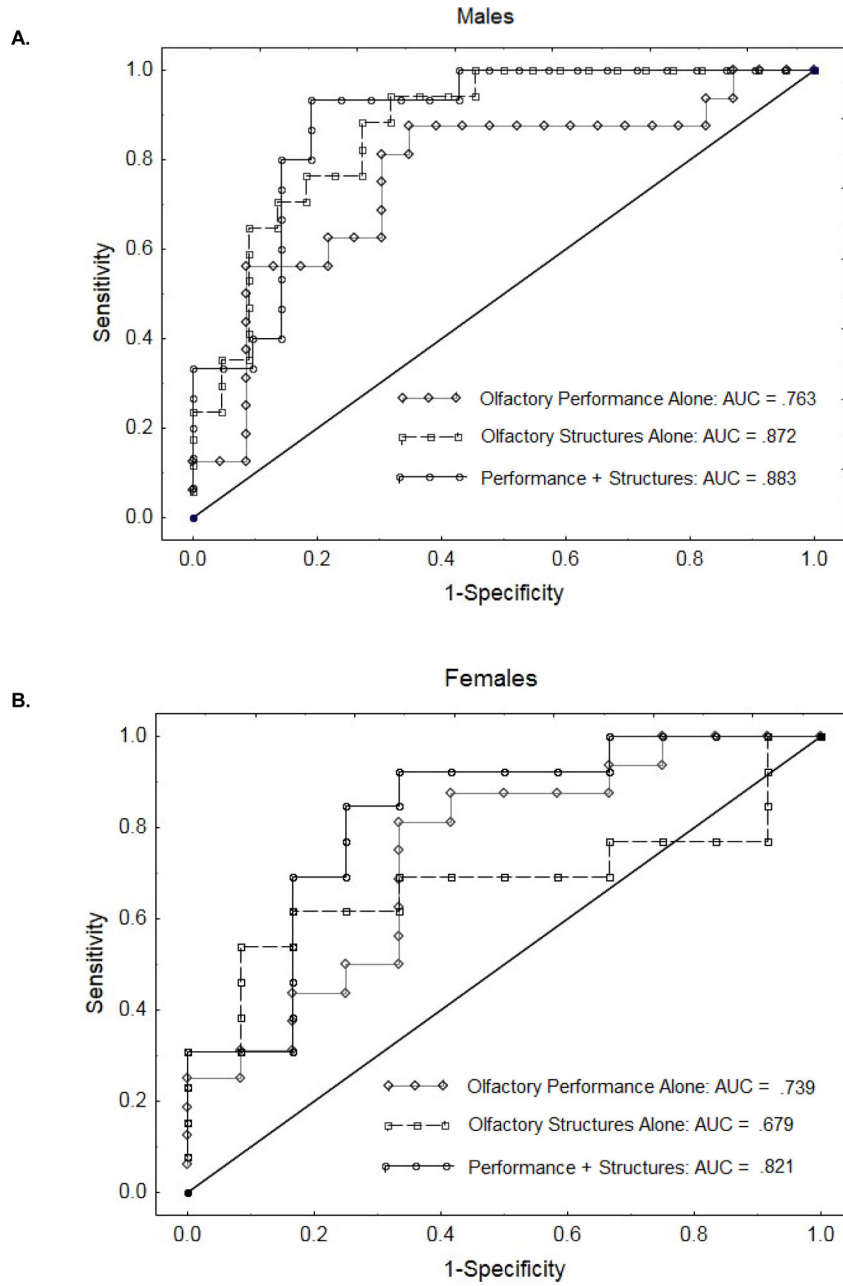 A.
Males
1.0
0.8
0.6
0.4
0.2
0.0
Sensitivity
Olfactory Performance Alone: AUC = .763
Olfactory Structures Alone: AUC = .872
Performance + Structures: AUC = .883
0.0 0.2 0.4 0.6 0.8 1.0
1-Specificity
B.
Females
1.0
0.8
0.6
0.4
0.2
0.0
Sensitivity
Olfactory Performance Alone: AUC = .739
Olfactory Structures Alone: AUC = .679
Performance + Structures: AUC = .821
0.0 0.2 0.4 0.6 0.8 1.0
1-Specificity